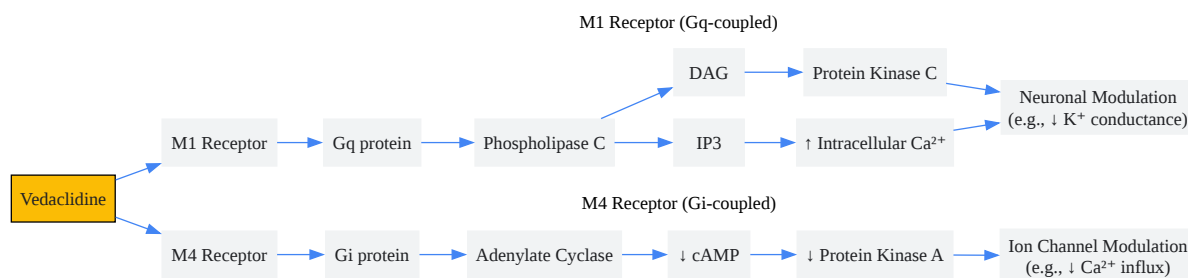 M1 Receptor (Gq-coupled)
DAG
Protein Kinase C
Neuronal Modulation
(e.g., ↓ K⁺ conductance)
M1 Receptor
Gq protein
Phospholipase C
IP3
↑ Intracellular Ca²⁺
Vedaclidine
M4 Receptor (Gi-coupled)
M4 Receptor
Gi protein
Adenylate Cyclase
↓ cAMP
↓ Protein Kinase A
Ion Channel Modulation
(e.g., ↓ Ca²⁺ influx)